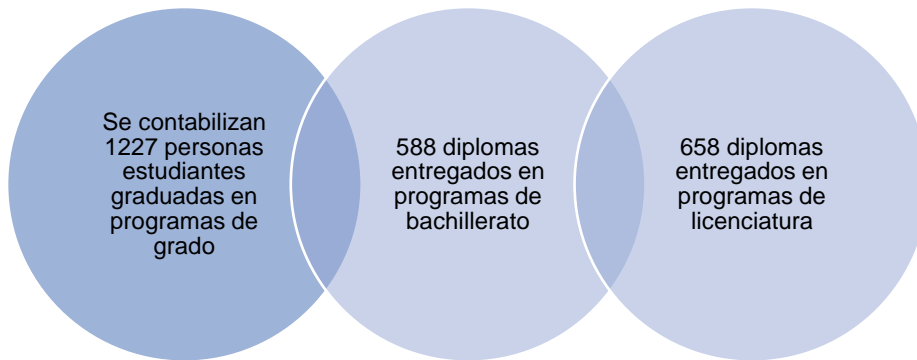 Se contabilizan
1227 personas
estudiantes
graduadas en
programas de
grado
588 diplomas
entregados en
programas de
bachillerato
658 diplomas
entregados en
programas de
licenciatura